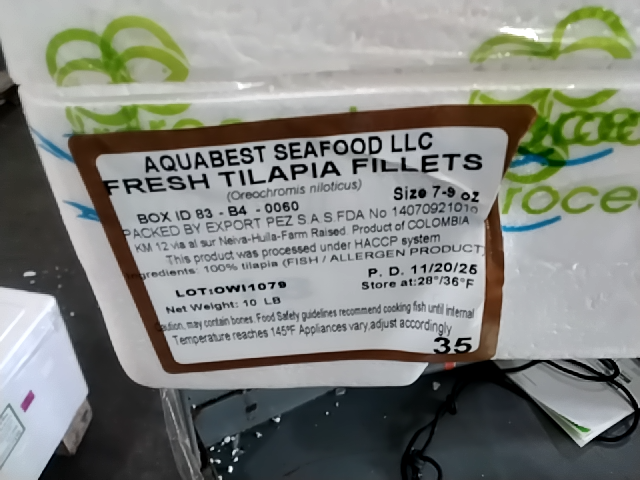 AQUABEST SEAFOOD LLC
FRESH TILAPIA FILLETS
(Oreochromis niloticus)
Size 7-9 oz
BOX ID 83 - B4 - 0060
PACKED BY EXPORT PEZ S.A.S.FDA No 14070921010
KM 12 via al sur Neiva-Huila-Farm Raised. Product of COLOMBIA
This product was processed under HACCP system
Ingredients: 100% tilapia (FISH / ALLERGEN PRODUCT)
P. D. 11/20/25
LOT:OWI1079
Store at:28°/36°F
Net Weight: 10 LB
Caution, may contain bones. Food Safety guidelines recommend cooking fish until internal
Temperature reaches 145°F Appliances vary,adjust accordingly
35